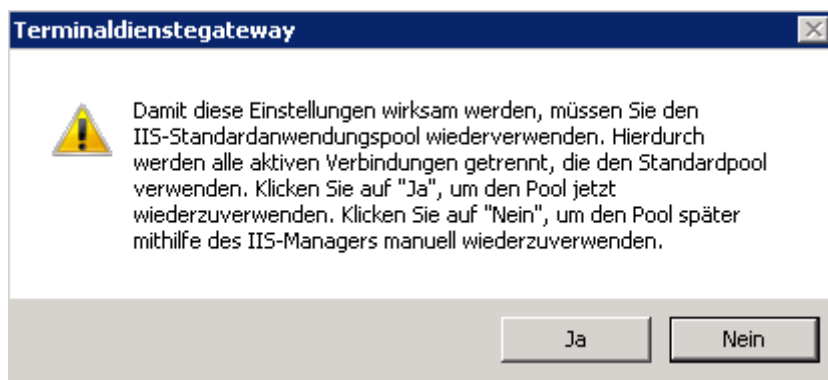 Terminaldienstegateway
Damit diese Einstellungen wirksam werden, müssen Sie den
IIS-Standardanwendungspool wiederverwenden. Hierdurch
werden alle aktiven Verbindungen getrennt, die den Standardpool
verwenden. Klicken Sie auf "Ja", um den Pool jetzt
wiederzuverwenden. Klicken Sie auf "Nein", um den Pool später
mithilfe des IIS-Managers manuell wiederzuverwenden.
Ja
Nein